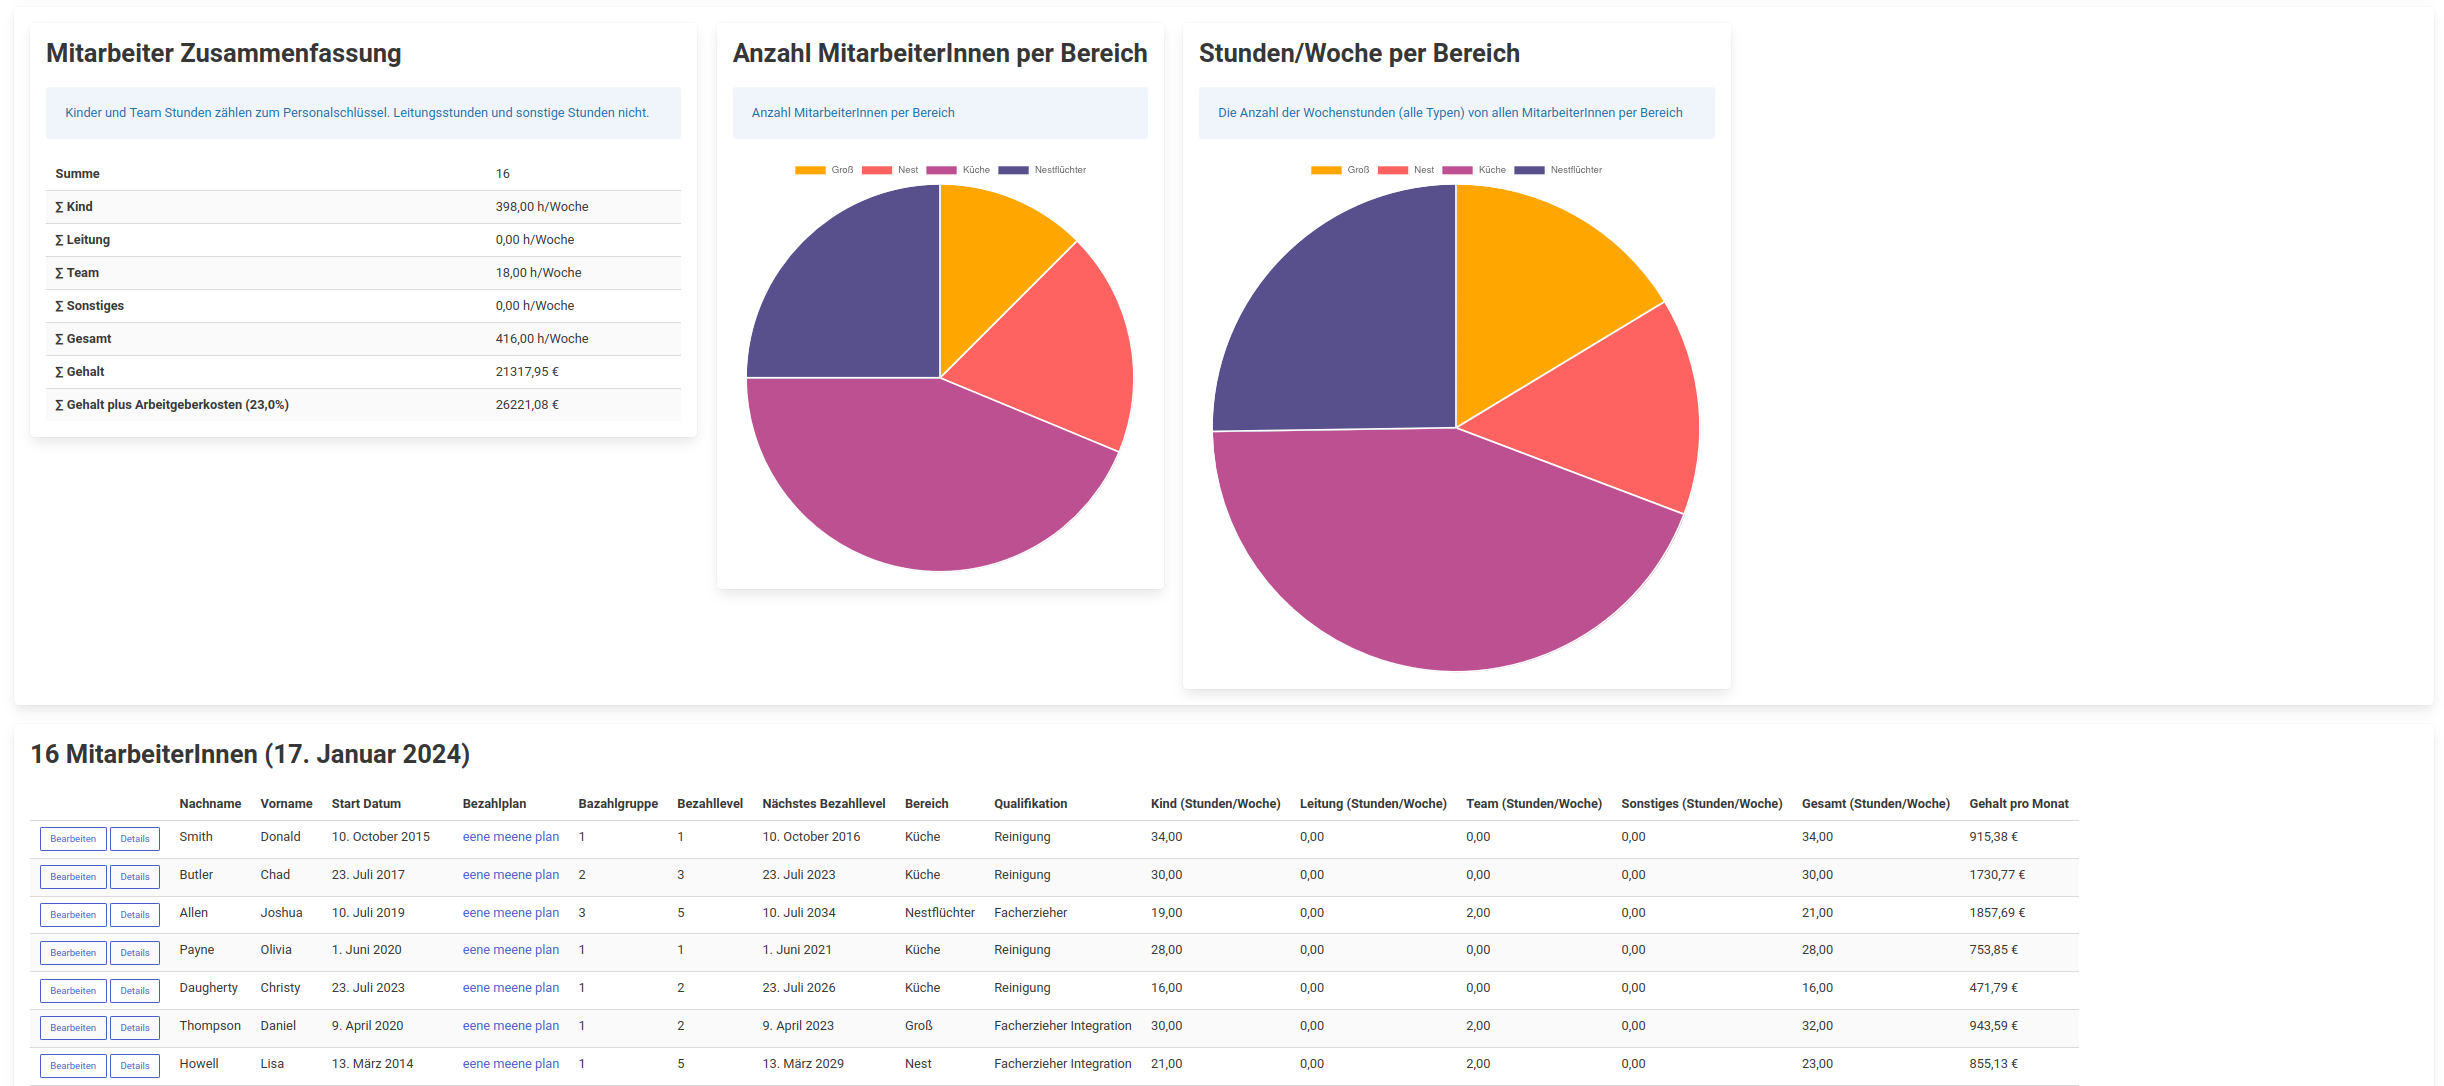 Mitarbeiter Zusammenfassung
Kinder und Team Stunden zählen zum Personalschlüssel. Leitungsstunden und sonstige Stunden nicht.
Summe 16
∑ Kind 398,00 h/Woche
∑ Leitung 0,00 h/Woche
∑ Team 18,00 h/Woche
∑ Sonstiges 0,00 h/Woche
∑ Gesamt 416,00 h/Woche
∑ Gehalt 21317,95 €
∑ Gehalt plus Arbeitgeberkosten (23,0%) 26221,08 €
Anzahl MitarbeiterInnen per Bereich
Anzahl MitarbeiterInnen per Bereich
Groß Nest Küche Nestflüchter
Stunden/Woche per Bereich
Die Anzahl der Wochenstunden (alle Typen) von allen MitarbeiterInnen per Bereich
Groß Nest Küche Nestflüchter
16 MitarbeiterInnen (17. Januar 2024)
Nachname Vorname Start Datum Bezahlplan Bazahlgruppe Bezahllevel Nächstes Bezahllevel Bereich Qualifikation Kind (Stunden/Woche) Leitung (Stunden/Woche) Team (Stunden/Woche) Sonstiges (Stunden/Woche) Gesamt (Stunden/Woche) Gehalt pro Monat
Bearbeiten Details Smith Donald 10. October 2015 eene meene plan 1 1 10. October 2016 Küche Reinigung 34,00 0,00 0,00 0,00 34,00 915,38 €
Bearbeiten Details Butler Chad 23. Juli 2017 eene meene plan 2 3 23. Juli 2023 Küche Reinigung 30,00 0,00 0,00 0,00 30,00 1730,77 €
Bearbeiten Details Allen Joshua 10. Juli 2019 eene meene plan 3 5 10. Juli 2034 Nestflüchter Facherzieher 19,00 0,00 2,00 0,00 21,00 1857,69 €
Bearbeiten Details Payne Olivia 1. Juni 2020 eene meene plan 1 1 1. Juni 2021 Küche Reinigung 28,00 0,00 0,00 0,00 28,00 753,85 €
Bearbeiten Details Daugherty Christy 23. Juli 2023 eene meene plan 1 2 23. Juli 2026 Küche Reinigung 16,00 0,00 0,00 0,00 16,00 471,79 €
Bearbeiten Details Thompson Daniel 9. April 2020 eene meene plan 1 2 9. April 2023 Groß Facherzieher Integration 30,00 0,00 2,00 0,00 32,00 943,59 €
Bearbeiten Details Howell Lisa 13. März 2014 eene meene plan 1 5 13. März 2029 Nest Facherzieher Integration 21,00 0,00 2,00 0,00 23,00 855,13 €